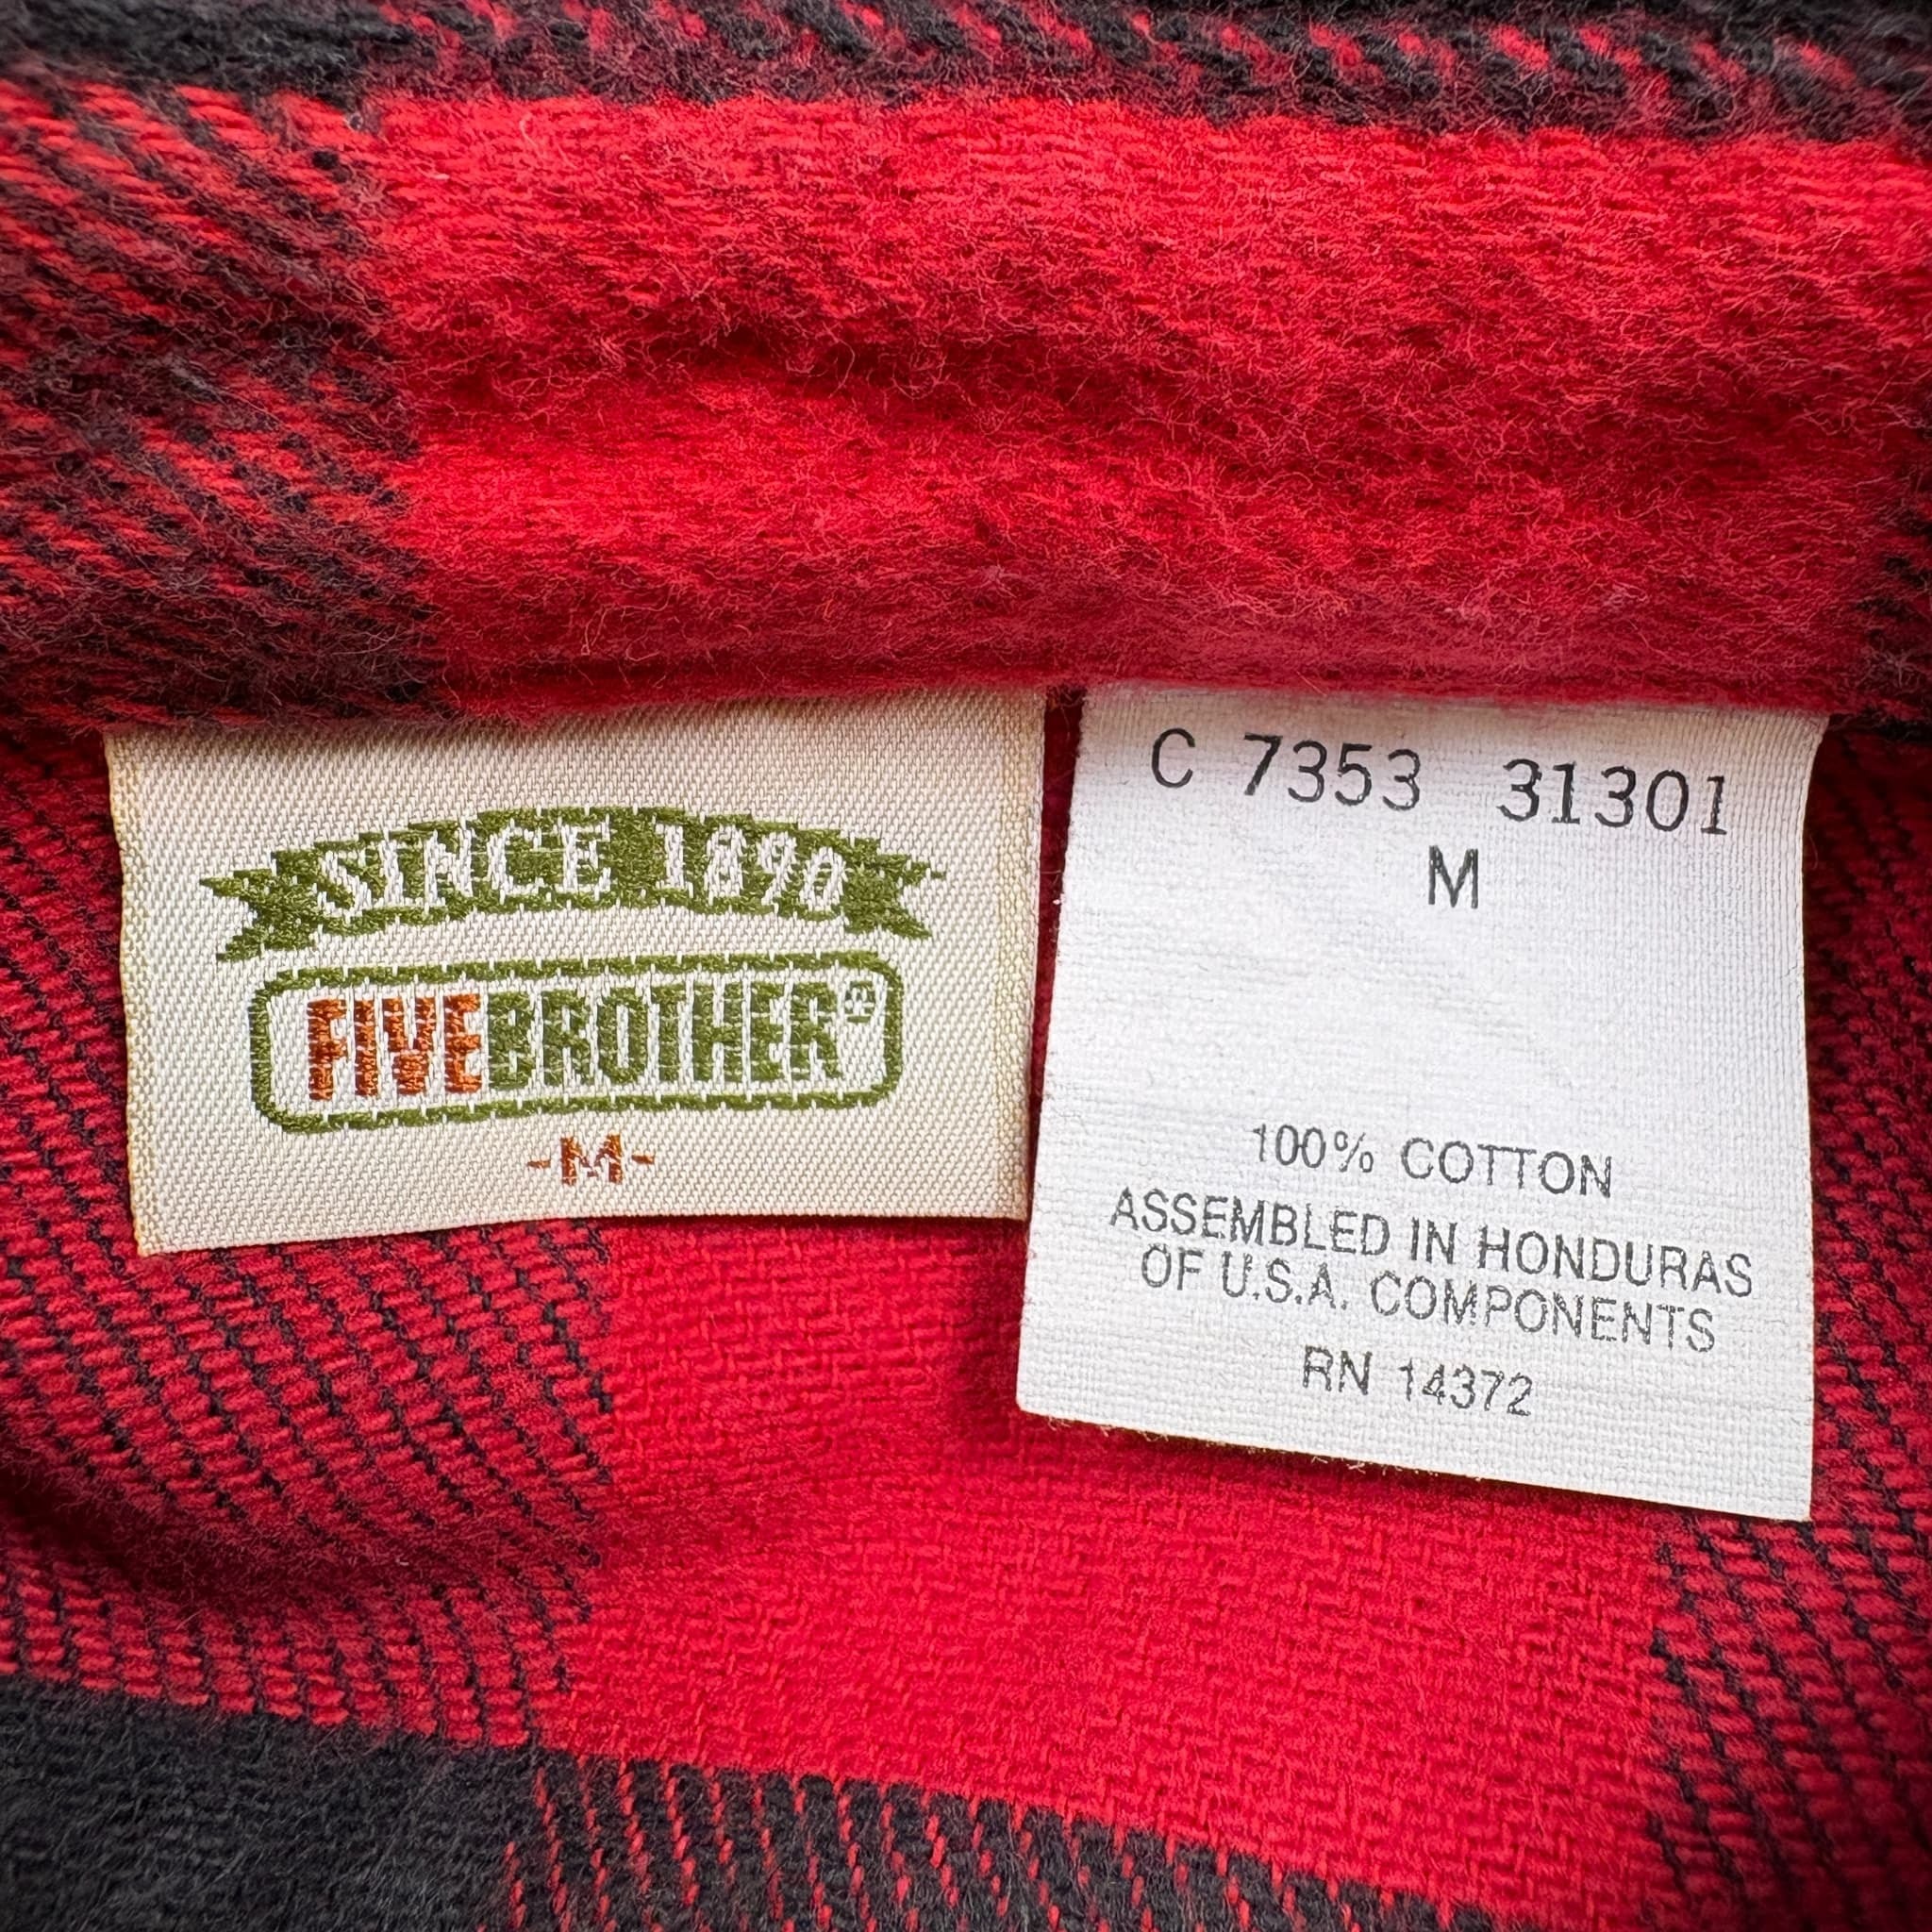 SINCE 1890
FIVEBROTHER®
-M-
C 7353 31301
M
100% COTTON
ASSEMBLED IN HONDURAS
OF U.S.A. COMPONENTS
RN 14372